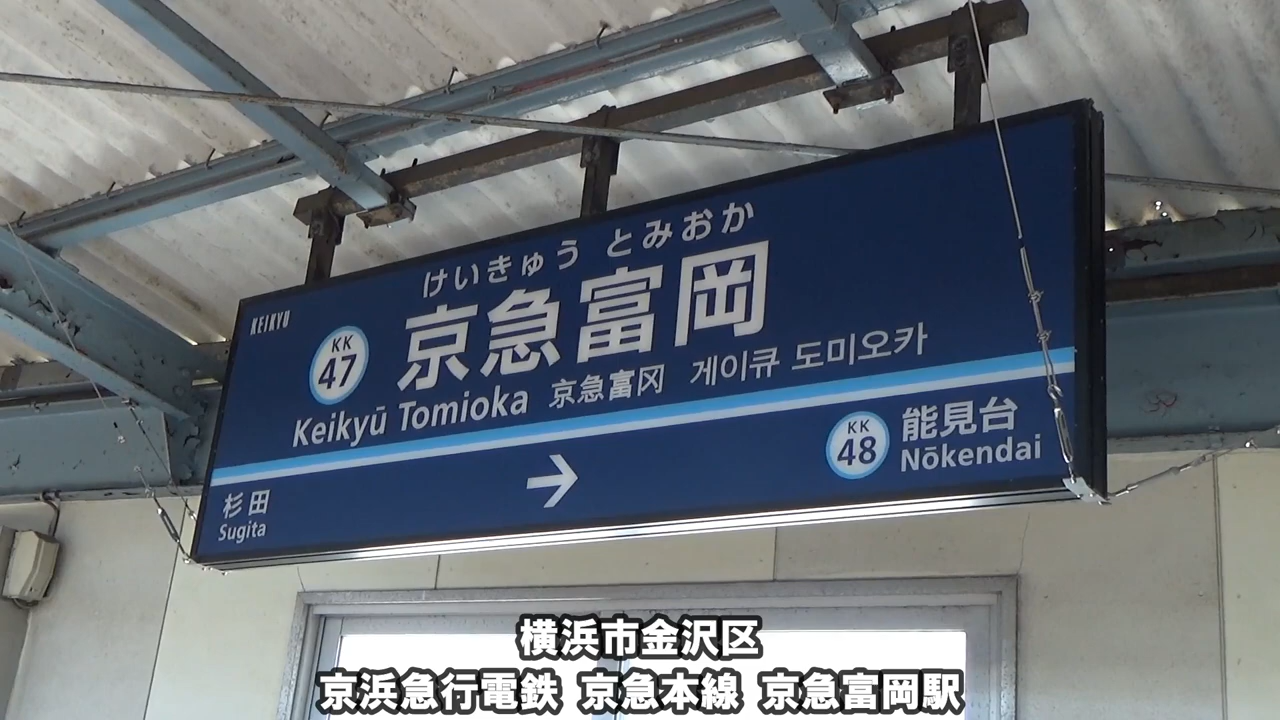 けいきゅう とみおか
KEIKYU
KK
47
京急富岡
Keikyū Tomioka 京急富冈 게이큐 도미오카
KK
48
能見台
Nōkendai
→
杉田
Sugita
横浜市金沢区
京浜急行電鉄 京急本線 京急富岡駅